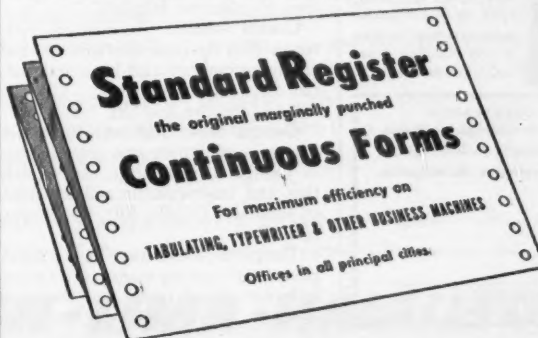 Standard Register
the original marginally punched
Continuous Forms
For maximum efficiency on
TABULATING, TYPEWRITER & OTHER BUSINESS MACHINES
Offices in all principal cities.